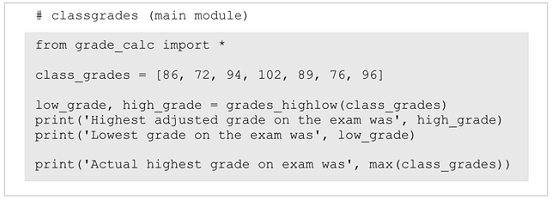 # classgrades (main module)
from grade_calc import *
class_grades = [86, 72, 94, 102, 89, 76, 96]
low_grade, high_grade = grades_highlow(class_grades)
print('Highest adjusted grade on the exam was', high_grade)
print('Lowest grade on the exam was', low_grade)
print('Actual highest grade on exam was', max(class_grades))